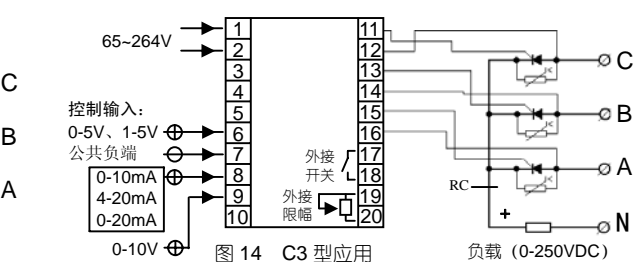 65~264V
C
B
A
控制输入:
0-5V、1-5V
公共负端
0-10mA
4-20mA
0-20mA
0-10V
1
2
3
4
5
6
7
8
9
10
11
12
13
14
15
16
17
18
19
20
外接
开关
外接
限幅
C
B
A
RC
+
N
图 14 C3 型应用
负载 (0-250VDC)